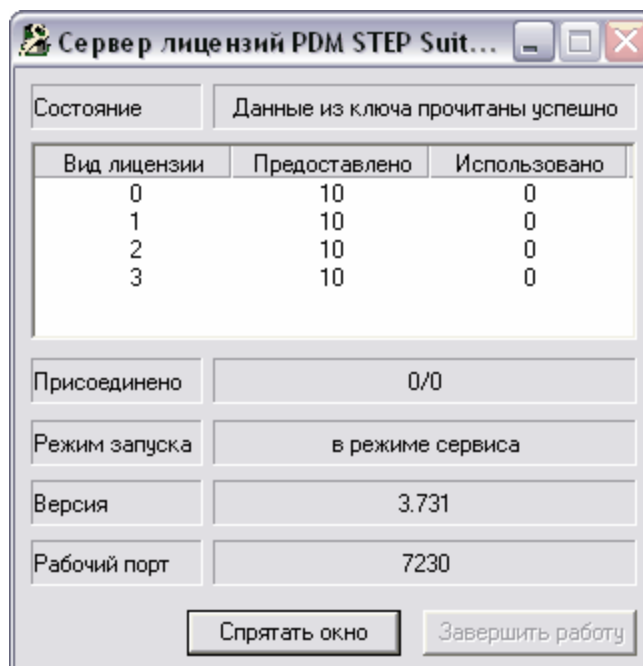 Сервер лицензий PDM STEP Suit...
Состояние Данные из ключа прочитаны успешно
Вид лицензии Предоставлено Использовано
0 10 0
1 10 0
2 10 0
3 10 0
Присоединено 0/0
Режим запуска в режиме сервиса
Версия 3.731
Рабочий порт 7230
Спрятать окно Завершить работу